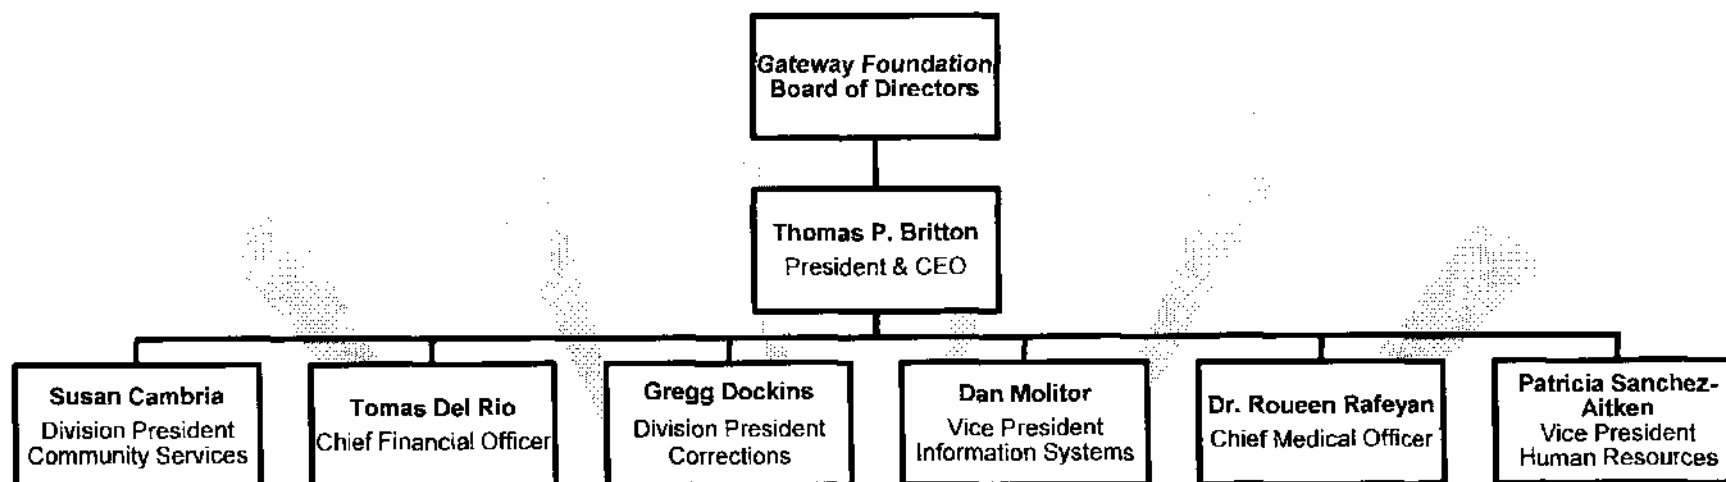 Gateway Foundation
Board of Directors
Thomas P. Britton
President & CEO
Susan Cambria
Division President
Community Services
Tomas Del Rio
Chief Financial Officer
Gregg Dockins
Division President
Corrections
Dan Molitor
Vice President
Information Systems
Dr. Roueen Rafeyan
Chief Medical Officer
Patricia Sanchez-
Aitken
Vice President
Human Resources